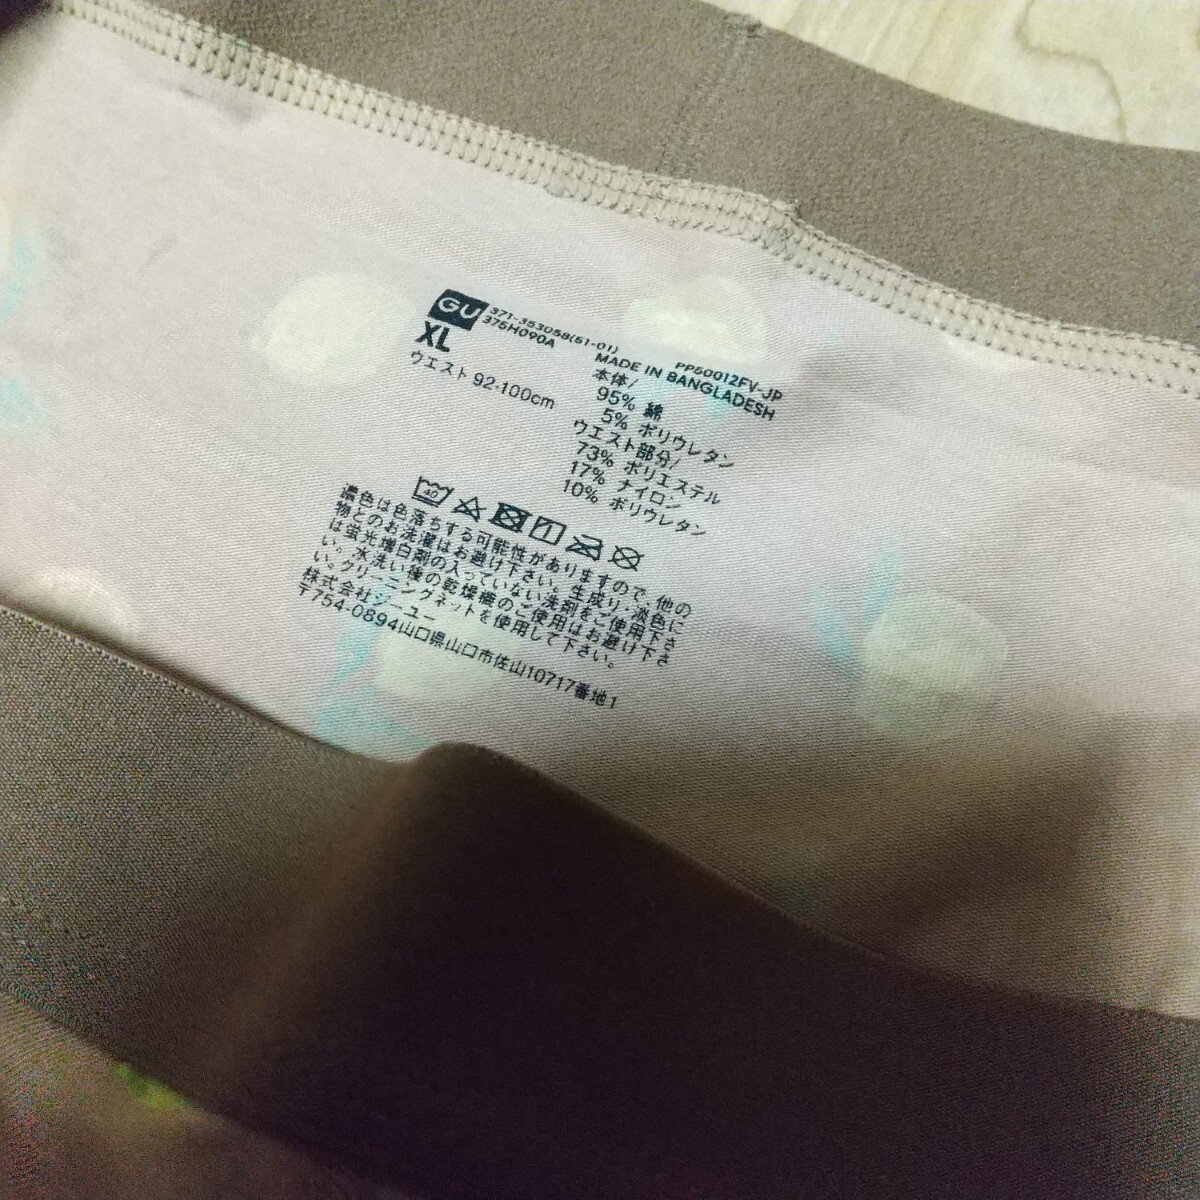 GU 371-353058(51-01)
375H090A
XL
ウエスト 92-100cm
PP50012FV-JP
MADE IN BANGLADESH
本体/
95% 綿
5% ポリウレタン
ウエスト部分/
73% ポリエステル
17% ナイロン
10% ポリウレタン
40
濃色は色落ちする可能性がありますので、他の
物とのお洗濯はお避け下さい。生成り・淡色に
は蛍光増白剤の入っていない洗剤をご使用下さ
い。水洗い後の乾燥機のご使用はお避け下さ
い。クリーニングネットを使用して下さい。
株式会社ジーユー
〒754-0894山口県山口市佐山10717番地1